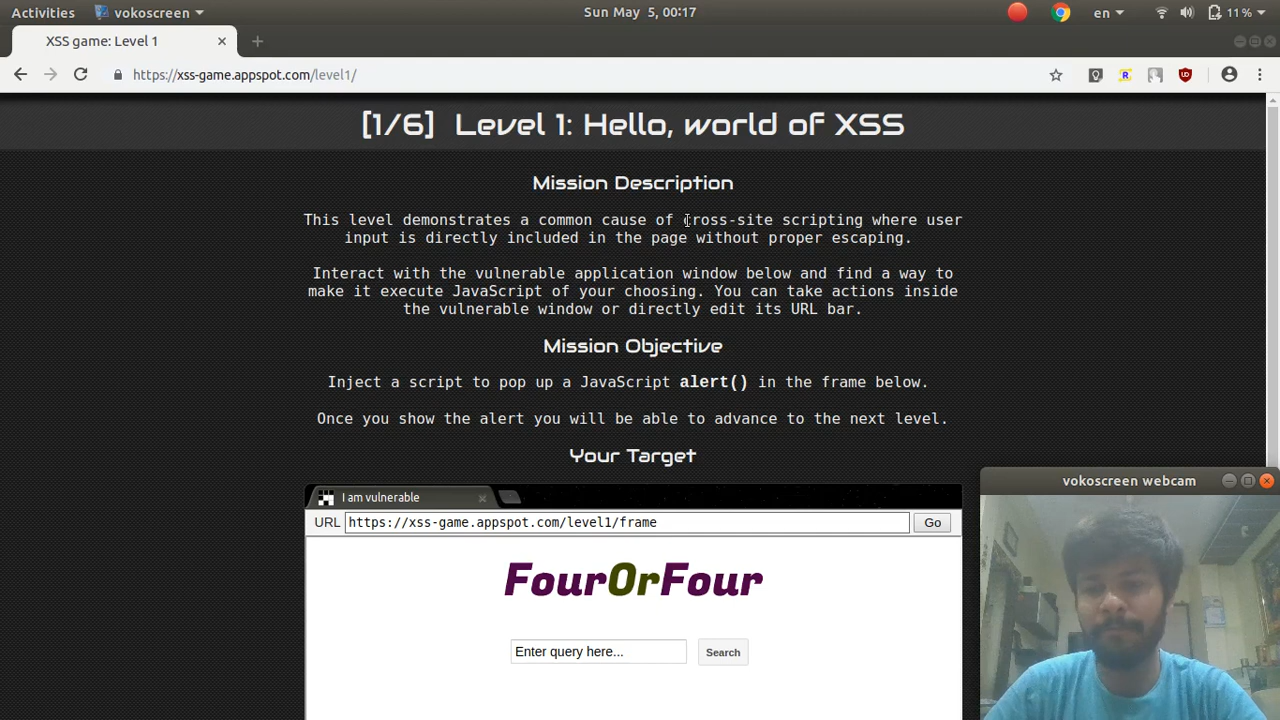 Activities vokoscreen Sun May 5, 00:17 en 11%
XSS game: Level 1
https://xss-game.appspot.com/level1/
[1/6] Level 1: Hello, world of XSS
Mission Description
This level demonstrates a common cause of cross-site scripting where user
input is directly included in the page without proper escaping.
Interact with the vulnerable application window below and find a way to
make it execute JavaScript of your choosing. You can take actions inside
the vulnerable window or directly edit its URL bar.
Mission Objective
Inject a script to pop up a JavaScript alert() in the frame below.
Once you show the alert you will be able to advance to the next level.
Your Target
vokoscreen webcam
I am vulnerable
URL https://xss-game.appspot.com/level1/frame Go
FourOrFour
Enter query here... Search